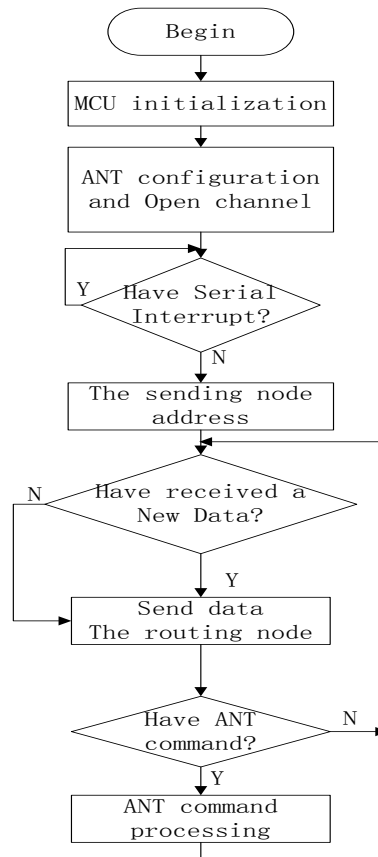 Begin
MCU initialization
ANT configuration
and Open channel
Have Serial
Interrupt?
Y
N
The sending node
address
Have received a
New Data?
N
Y
Send data
The routing node
Have ANT
command?
N
Y
ANT command
processing